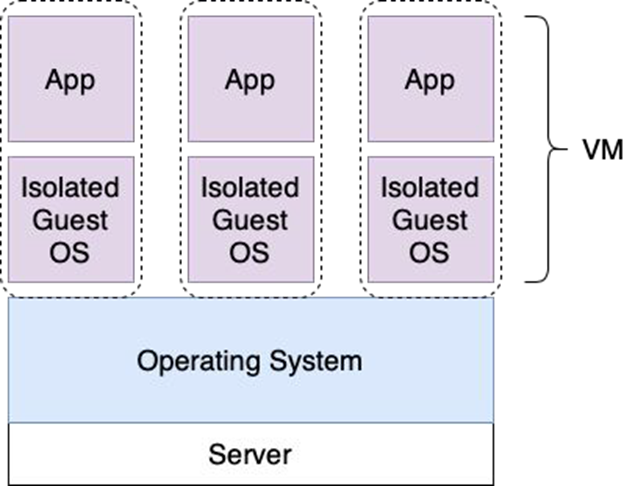 App
App
App
VM
Isolated
Guest
OS
Isolated
Guest
OS
Isolated
Guest
OS
Operating System
Server